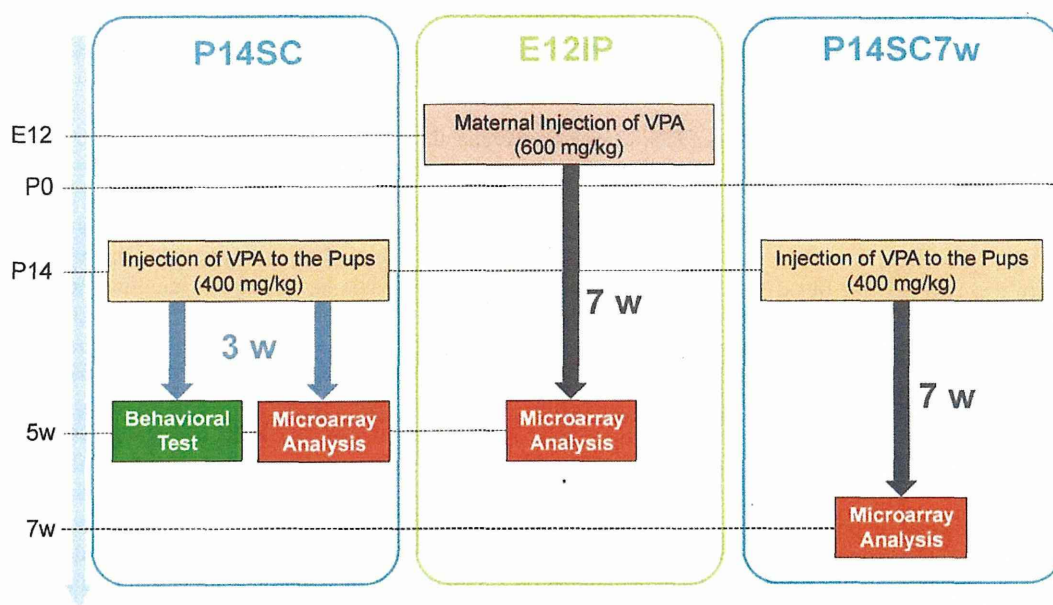 P14SC
E12IP
P14SC7w
E12
Maternal Injection of VPA
(600 mg/kg)
P0
P14
Injection of VPA to the Pups
(400 mg/kg)
Injection of VPA to the Pups
(400 mg/kg)
3 w
7 w
7 w
5w
Behavioral
Test
Microarray
Analysis
Microarray
Analysis
7w
Microarray
Analysis